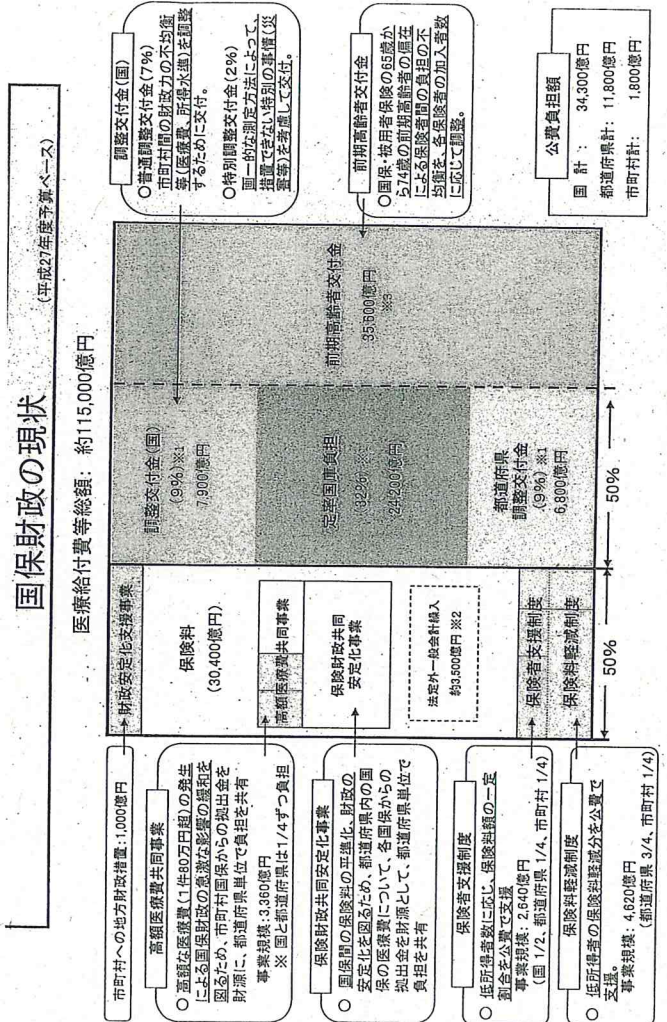 国保財政の現状
(平成27年度予算ベース)
医療給付費等総額： 約115,000億円
市町村への地方財政措置：1,000億円
高額医療費共同事業
○ 高額な医療費(1件80万円超)の発生
による国保財政の急激な影響の緩和を
図るため、市町村国保からの拠出金を
財源に、都道府県単位で負担を共有
事業規模：3,360億円
※ 国と都道府県は1/4ずつ負担
保険財政共同安定化事業
○ 国保間の保険料の平準化、財政の
安定化を図るため、都道府県内の国
保の医療費について、各国保からの
拠出金を財源として、都道府県単位で
負担を共有
保険者支援制度
○ 低所得者数に応じ、保険料額の一定
割合を公費で支援
事業規模：2,640億円
(国 1/2、都道府県 1/4、市町村 1/4)
保険料軽減制度
○ 低所得者の保険料軽減分を公費で
支援。
事業規模：4,620億円
(都道府県 3/4、市町村 1/4)
財政安定化支援事業
保険料
(30,400億円)
高額医療費共同事業
保険財政共同
安定化事業
法定外一般会計繰入
約3,500億円 ※2
保険者支援制度
保険料軽減制度
50%
調整交付金(国)
(9%) ※1
7,900億円
定率国庫負担
(32%) ※1
24,200億円
都道府県
調整交付金
(9%) ※1
6,800億円
50%
前期高齢者交付金
35,600億円
※3
調整交付金(国)
○普通調整交付金(7%)
市町村間の財政力の不均衡
等(医療費、所得水準)を調整
するために交付。
○特別調整交付金(2%)
画一的な測定方法によって、
措置できない特別の事情(災
害等)を考慮して交付。
前期高齢者交付金
○国保・被用者保険の65歳か
ら74歳の前期高齢者の偏在
による保険者間の負担の不
均衡を、各保険者の加入者数
に応じて調整。
公費負担額
国 計： 34,300億円
都道府県計： 11,800億円
市町村計： 1,800億円